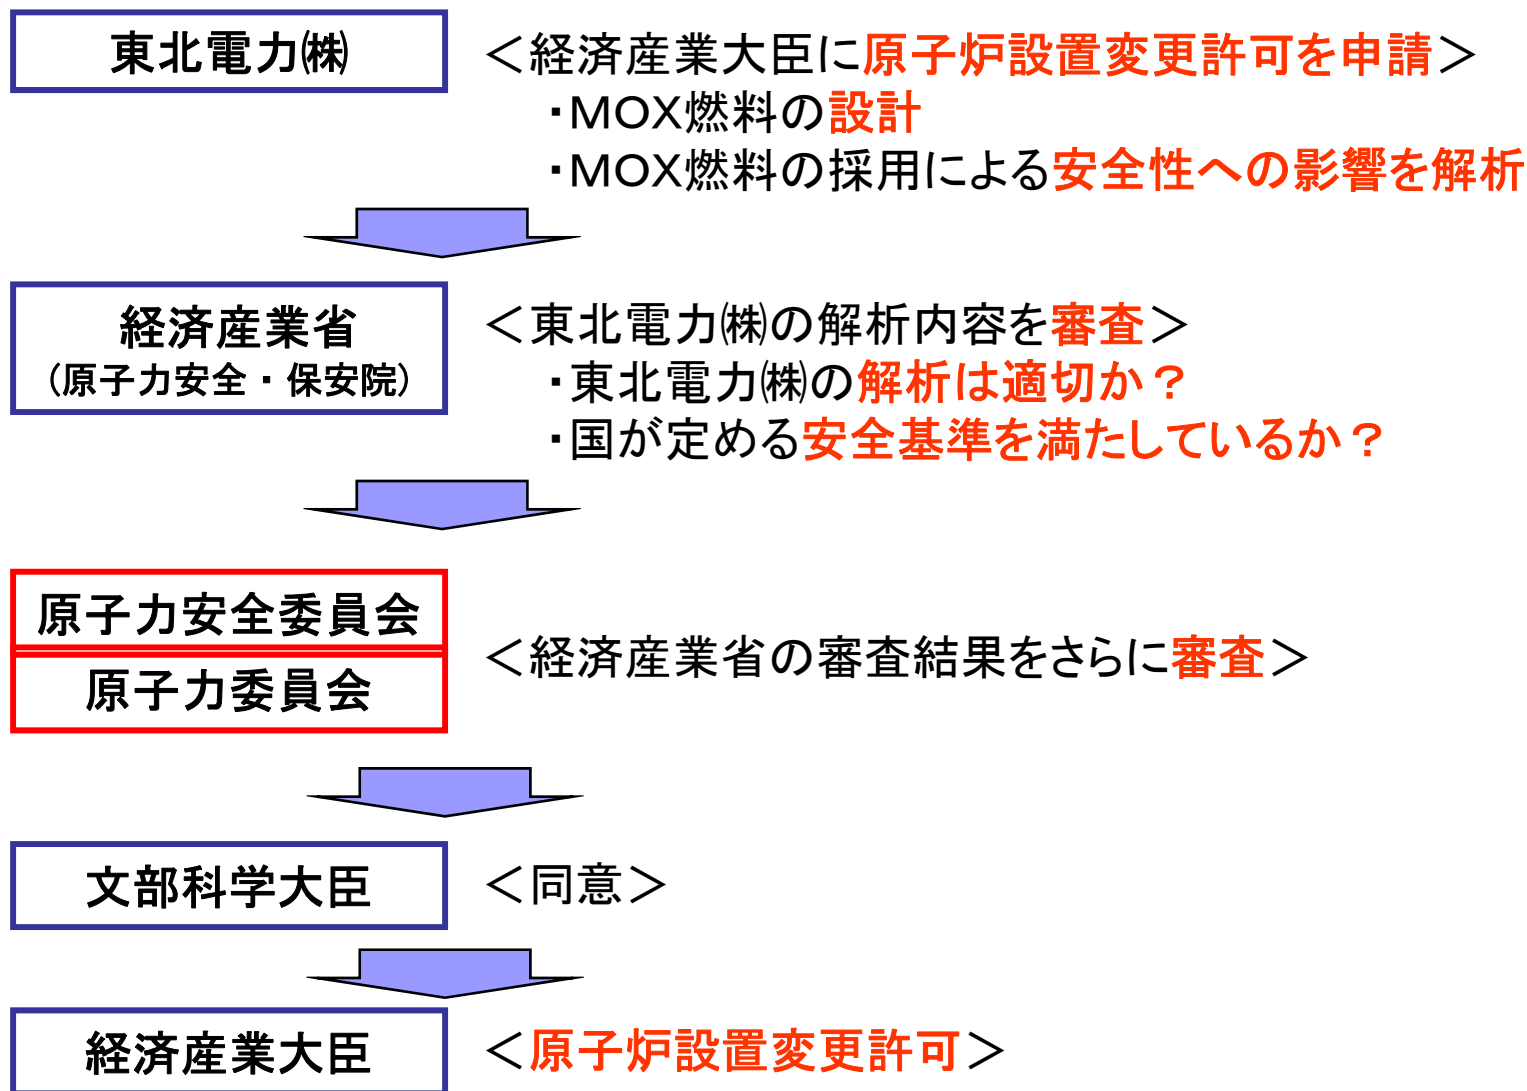 東北電力㈱
＜経済産業大臣に原子炉設置変更許可を申請＞
・ＭＯＸ燃料の設計
・ＭＯＸ燃料の採用による安全性への影響を解析
経済産業省
（原子力安全・保安院）
＜東北電力㈱の解析内容を審査＞
・東北電力㈱の解析は適切か？
・国が定める安全基準を満たしているか？
原子力安全委員会
原子力委員会
＜経済産業省の審査結果をさらに審査＞
文部科学大臣
＜同意＞
経済産業大臣
＜原子炉設置変更許可＞